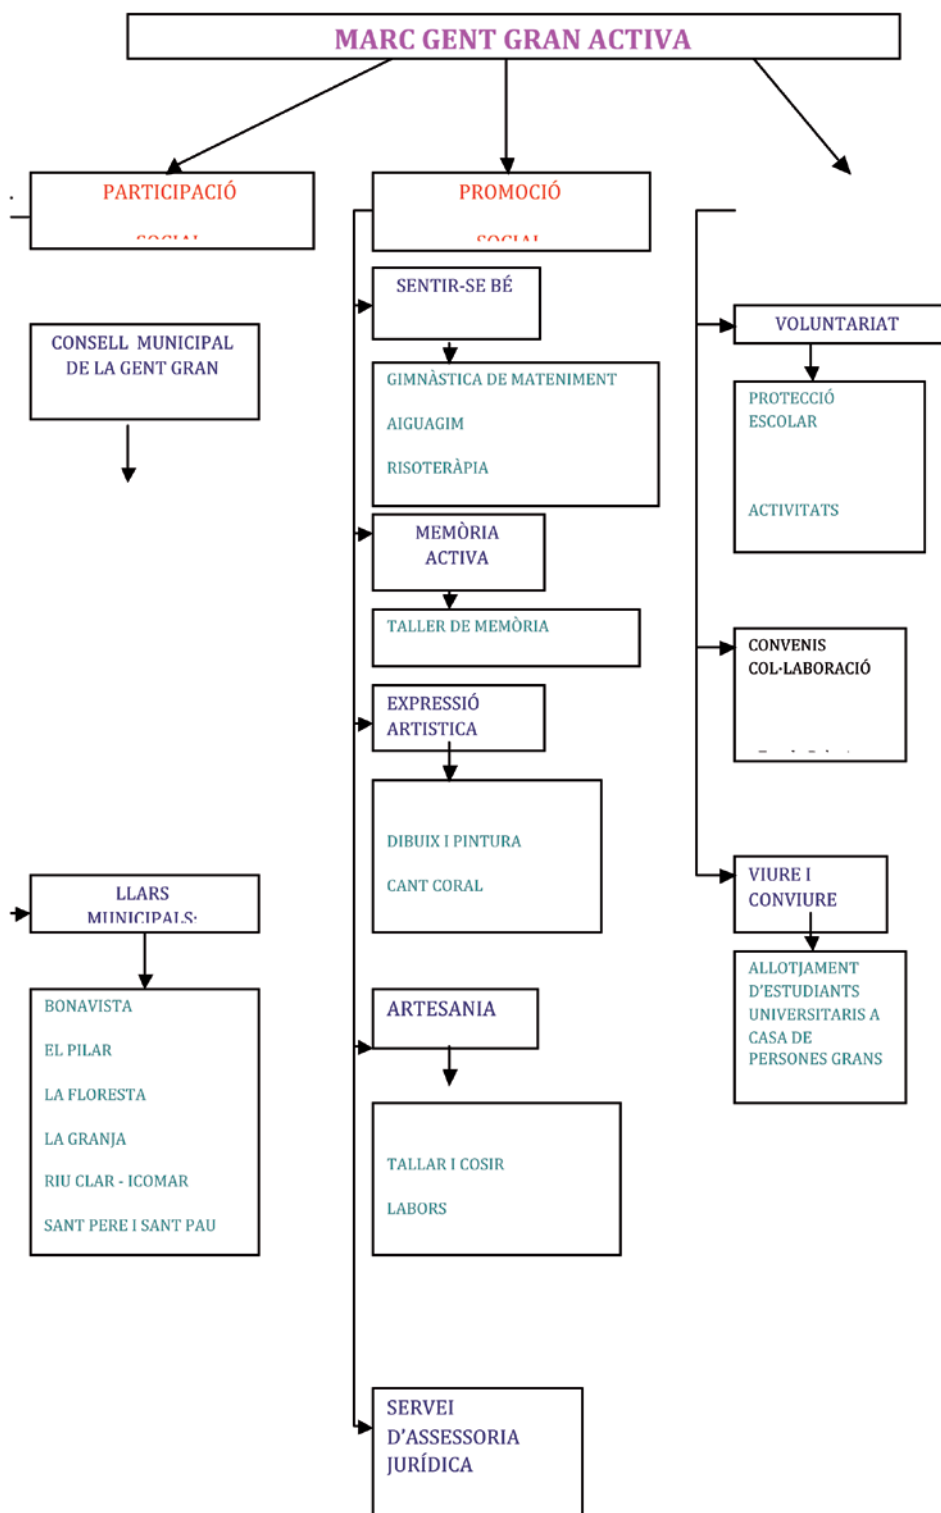 MARC GENT GRAN ACTIVA
PARTICIPACIÓ
SOCIAL
CONSELL MUNICIPAL
DE LA GENT GRAN
LLARS
MUNICIPALS:
BONAVISTA
EL PILAR
LA FLORESTA
LA GRANJA
RIU CLAR - ICOMAR
SANT PERE I SANT PAU
PROMOCIÓ
SOCIAL
SENTIR-SE BÉ
GIMNÀSTICA DE MATENIMENT
AIGUAGIM
RISOTERÀPIA
MEMÒRIA
ACTIVA
TALLER DE MEMÒRIA
EXPRESSIÓ
ARTISTICA
DIBUIX I PINTURA
CANT CORAL
ARTESANIA
TALLAR I COSIR
LABORS
SERVEI
D'ASSESSORIA
JURÍDICA
VOLUNTARIAT
PROTECCIÓ
ESCOLAR
ACTIVITATS
CONVENIS
COL·LABORACIÓ
VIURE I
CONVIURE
ALLOTJAMENT
D'ESTUDIANTS
UNIVERSITARIS A
CASA DE
PERSONES GRANS